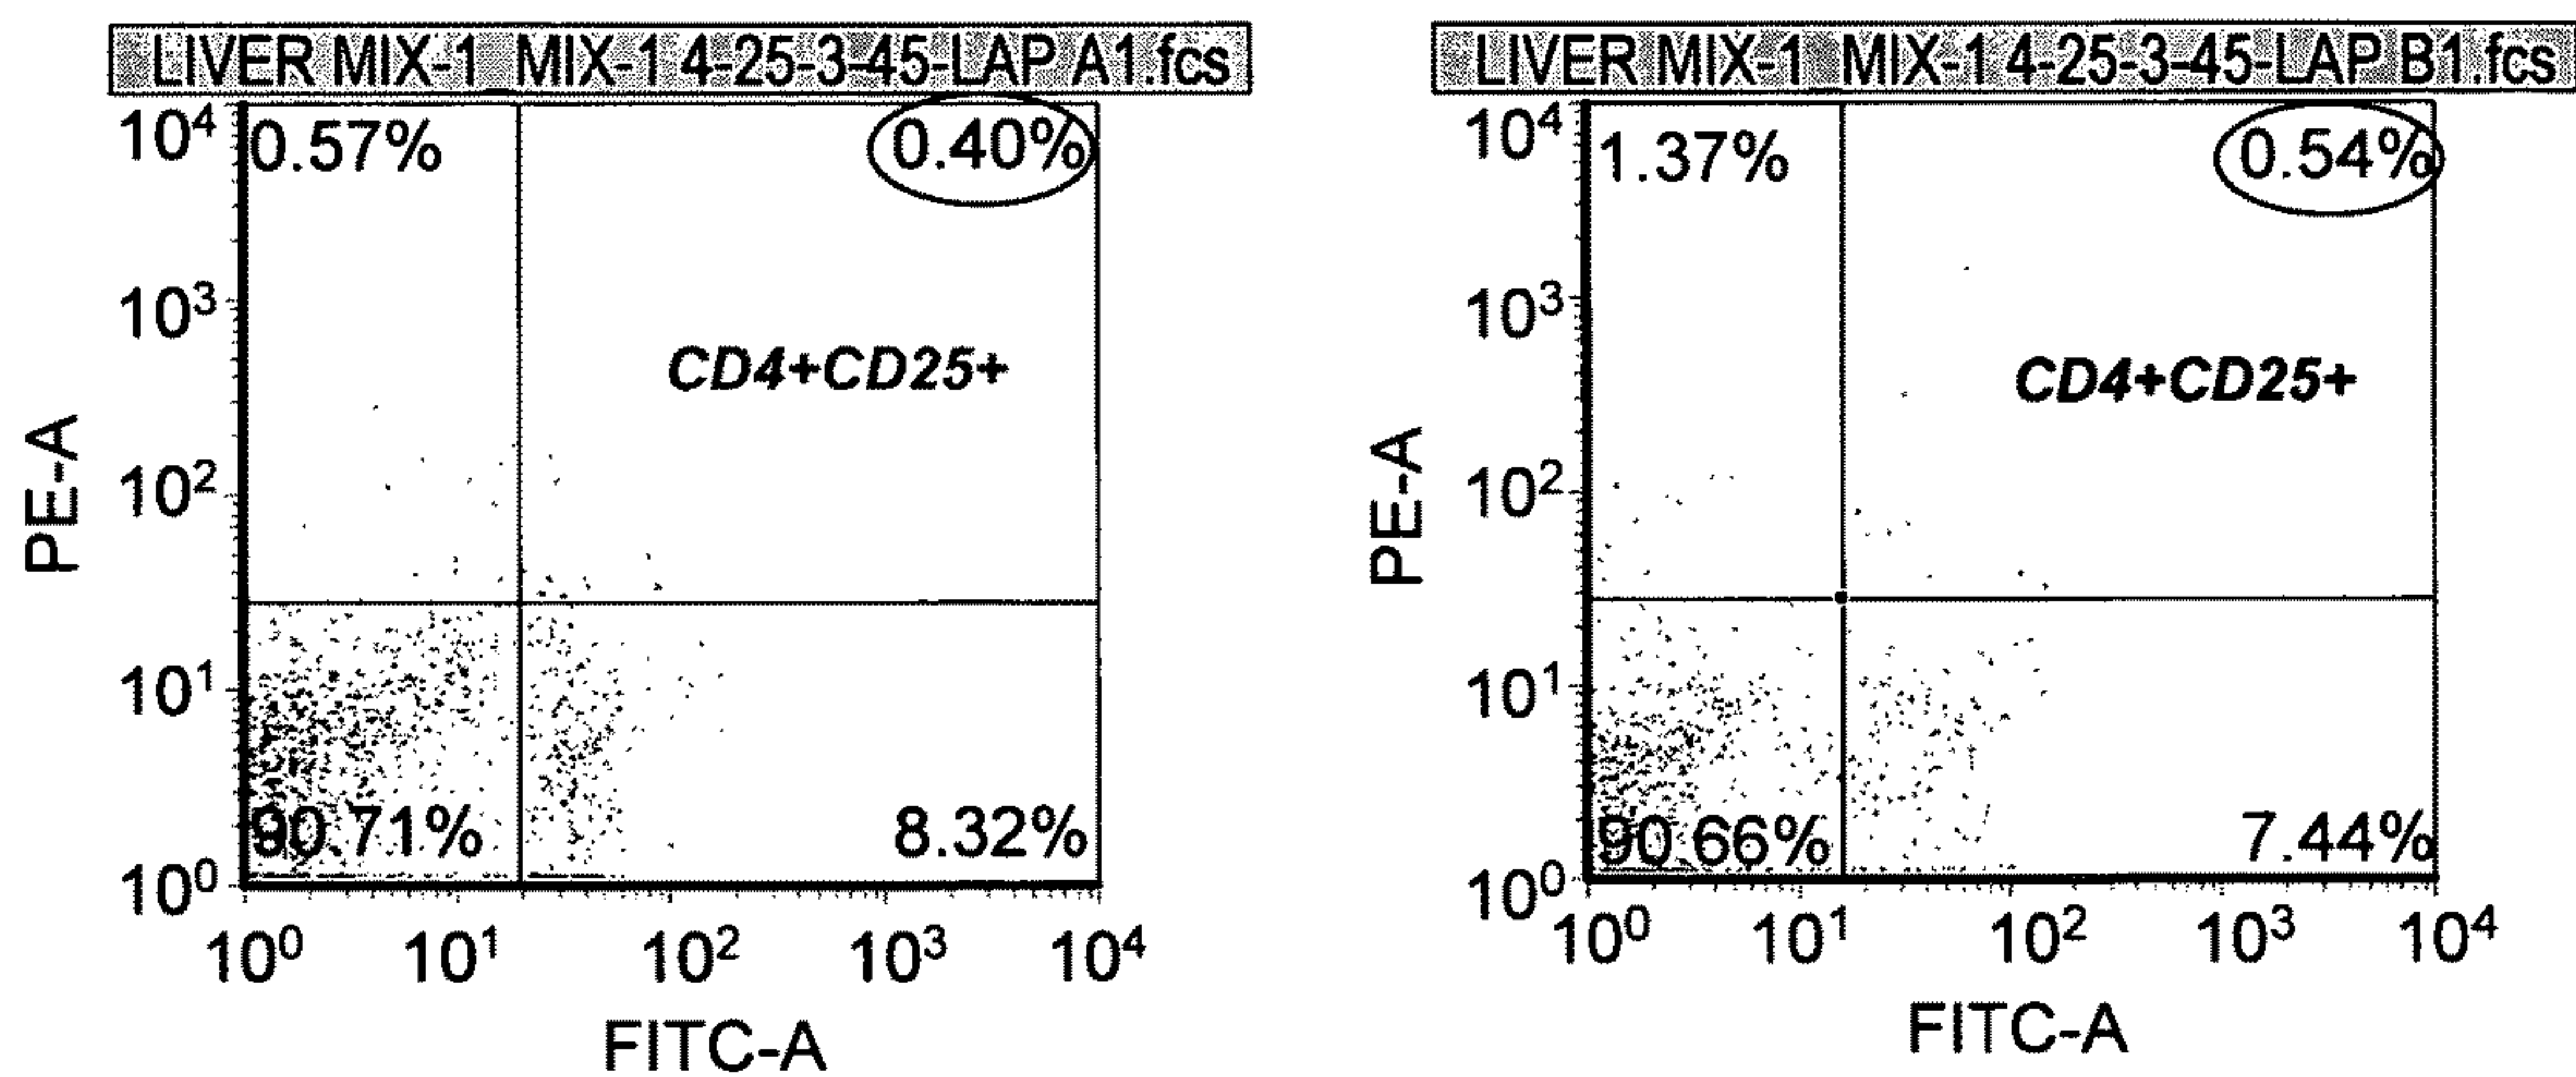 LIVER MIX-1 MIX-1 4-25-3-45-LAP A1.fcs
10⁴
0.57%
0.40%
10³
CD4+CD25+
PE-A
10²
10¹
90.71%
8.32%
10⁰
10⁰ 10¹ 10² 10³ 10⁴
FITC-A
LIVER MIX-1 MIX-1 4-25-3-45-LAP B1.fcs
10⁴
1.37%
0.54%
10³
CD4+CD25+
PE-A
10²
10¹
90.66%
7.44%
10⁰
10⁰ 10¹ 10² 10³ 10⁴
FITC-A